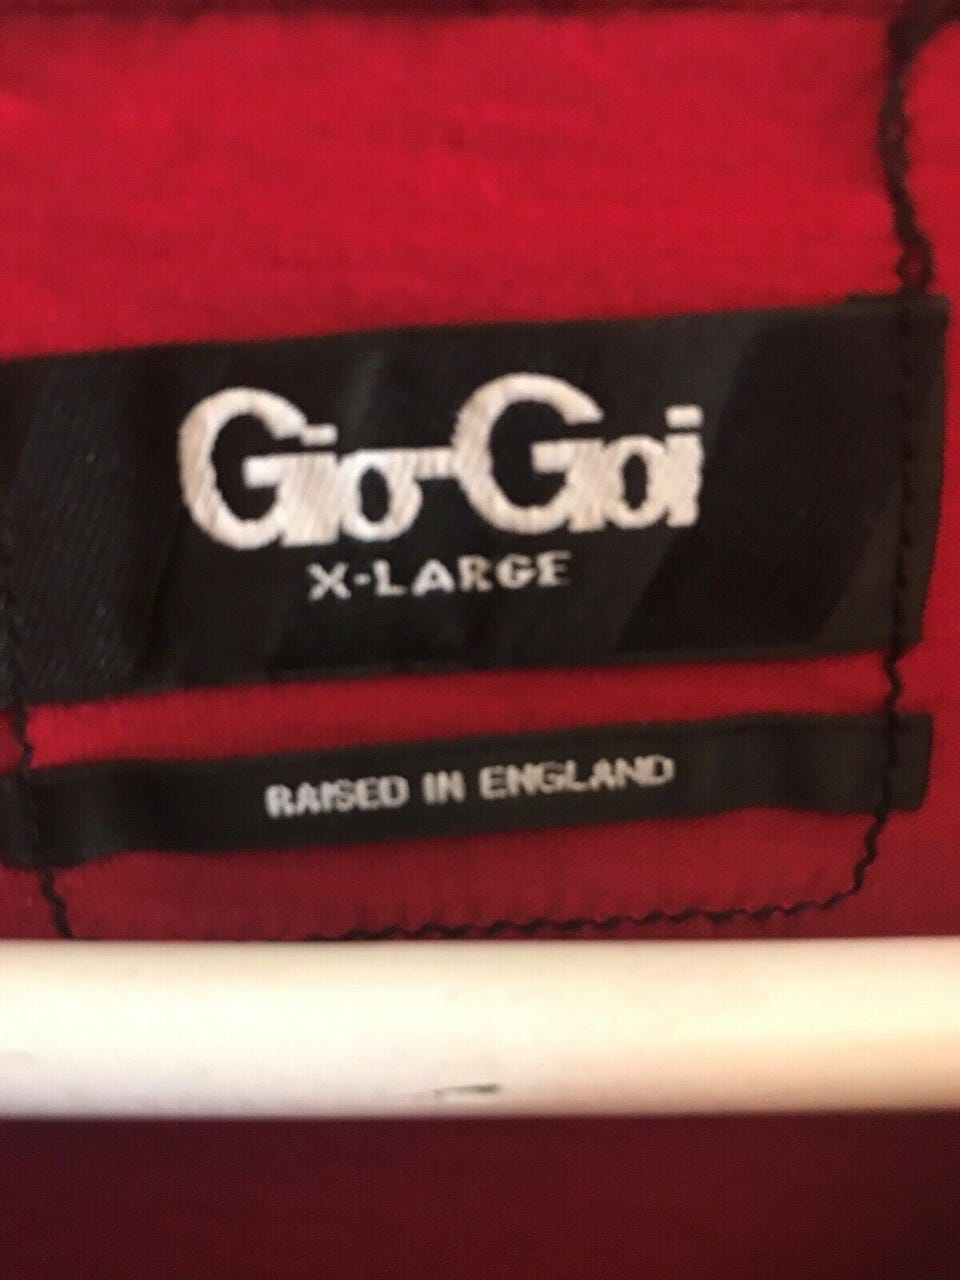 Gio-Goi
X-LARGE
RAISED IN ENGLAND